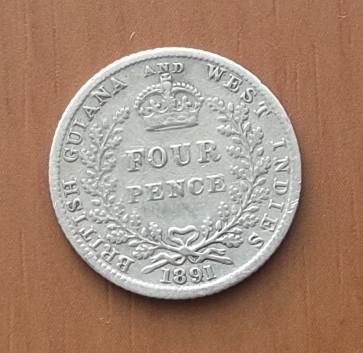 BRITISH GUIANA AND WEST INDIES
FOUR
PENCE
1891